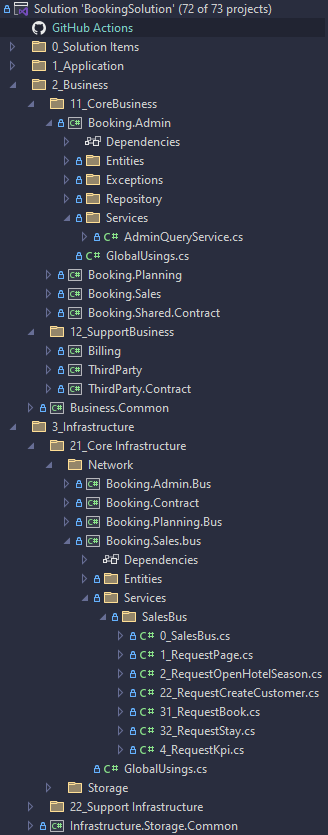 Solution 'BookingSolution' (72 of 73 projects)
GitHub Actions
0_Solution Items
1_Application
2_Business
11_CoreBusiness
C# Booking.Admin
Dependencies
Entities
Exceptions
Repository
Services
C# AdminQueryService.cs
C# GlobalUsings.cs
C# Booking.Planning
C# Booking.Sales
C# Booking.Shared.Contract
12_SupportBusiness
C# Billing
C# ThirdParty
C# ThirdParty.Contract
C# Business.Common
3_Infrastructure
21_Core Infrastructure
Network
C# Booking.Admin.Bus
C# Booking.Contract
C# Booking.Planning.Bus
C# Booking.Sales.bus
Dependencies
Entities
Services
SalesBus
C# 0_SalesBus.cs
C# 1_RequestPage.cs
C# 2_RequestOpenHotelSeason.cs
C# 22_RequestCreateCustomer.cs
C# 31_RequestBook.cs
C# 32_RequestStay.cs
C# 4_RequestKpi.cs
C# GlobalUsings.cs
Storage
22_Support Infrastructure
C# Infrastructure.Storage.Common